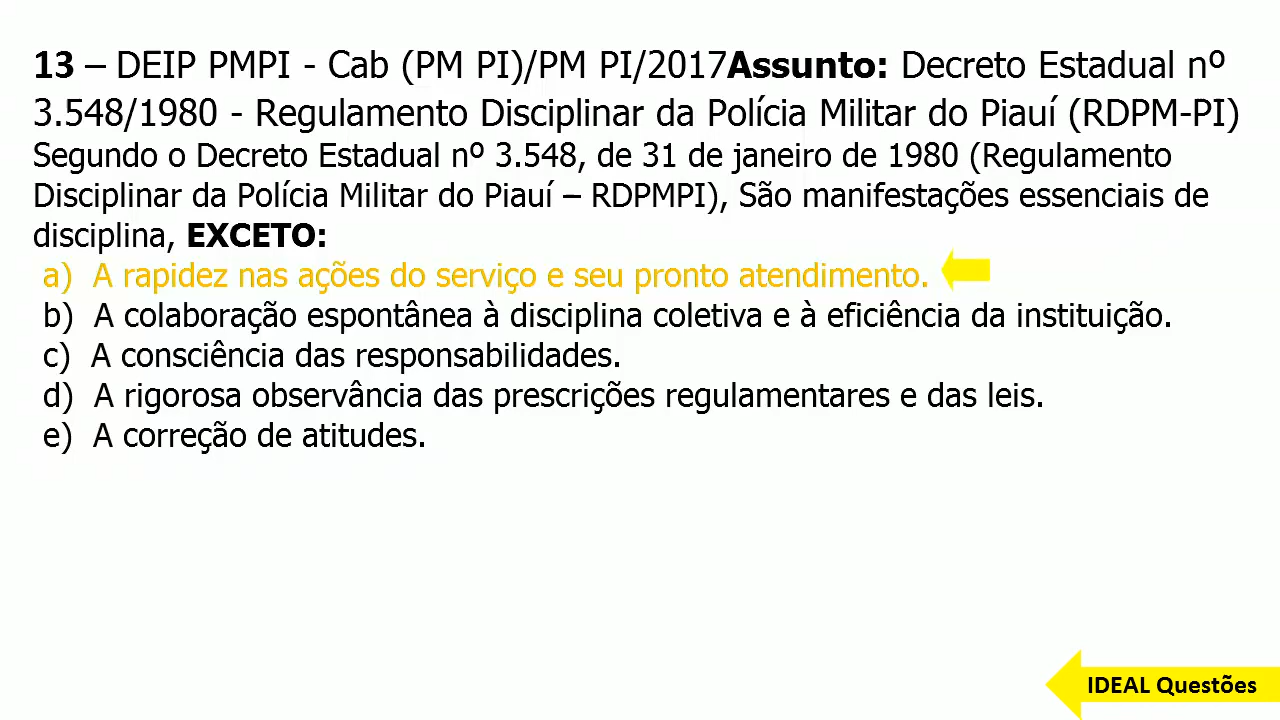 13 – DEIP PMPI - Cab (PM PI)/PM PI/2017Assunto: Decreto Estadual nº
3.548/1980 - Regulamento Disciplinar da Polícia Militar do Piauí (RDPM-PI)
Segundo o Decreto Estadual nº 3.548, de 31 de janeiro de 1980 (Regulamento
Disciplinar da Polícia Militar do Piauí – RDPMPI), São manifestações essenciais de
disciplina, EXCETO:
a) A rapidez nas ações do serviço e seu pronto atendimento.
b) A colaboração espontânea à disciplina coletiva e à eficiência da instituição.
c) A consciência das responsabilidades.
d) A rigorosa observância das prescrições regulamentares e das leis.
e) A correção de atitudes.
IDEAL Questões